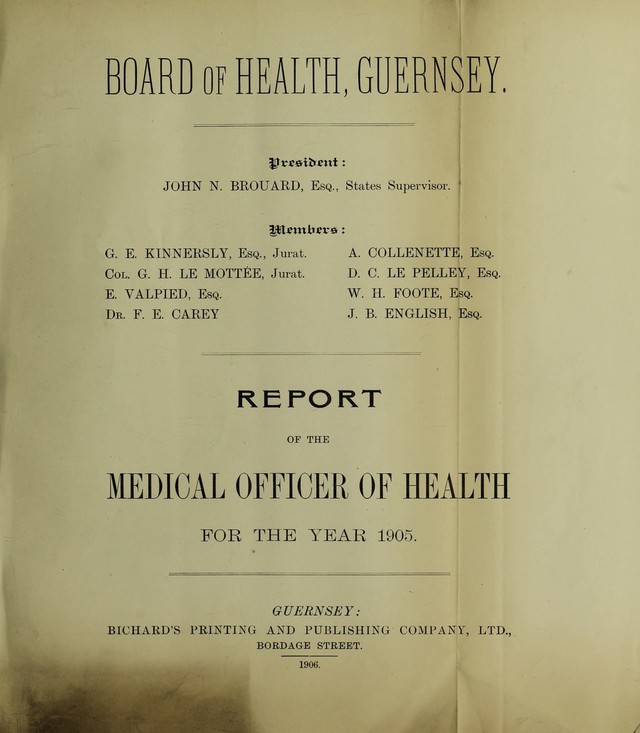 BOARD OF HEALTH, GUERNSEY.
President:
JOHN N. BROUARD, Esq., States Supervisor.
Members:
G. E. KINNERSLY, Esq., Jurat.
Col. G. H. LE MOTTÉE, Jurat.
E. VALPIED, Esq.
Dr. F. E. CAREY
A. COLLENETTE, Esq.
D. C. LE PELLEY, Esq.
W. H. FOOTE, Esq.
J. B. ENGLISH, Esq.
REPORT
OF THE
MEDICAL OFFICER OF HEALTH
FOR THE YEAR 1905.
GUERNSEY:
BICHARD'S PRINTING AND PUBLISHING COMPANY, LTD.,
BORDAGE STREET.
1906.